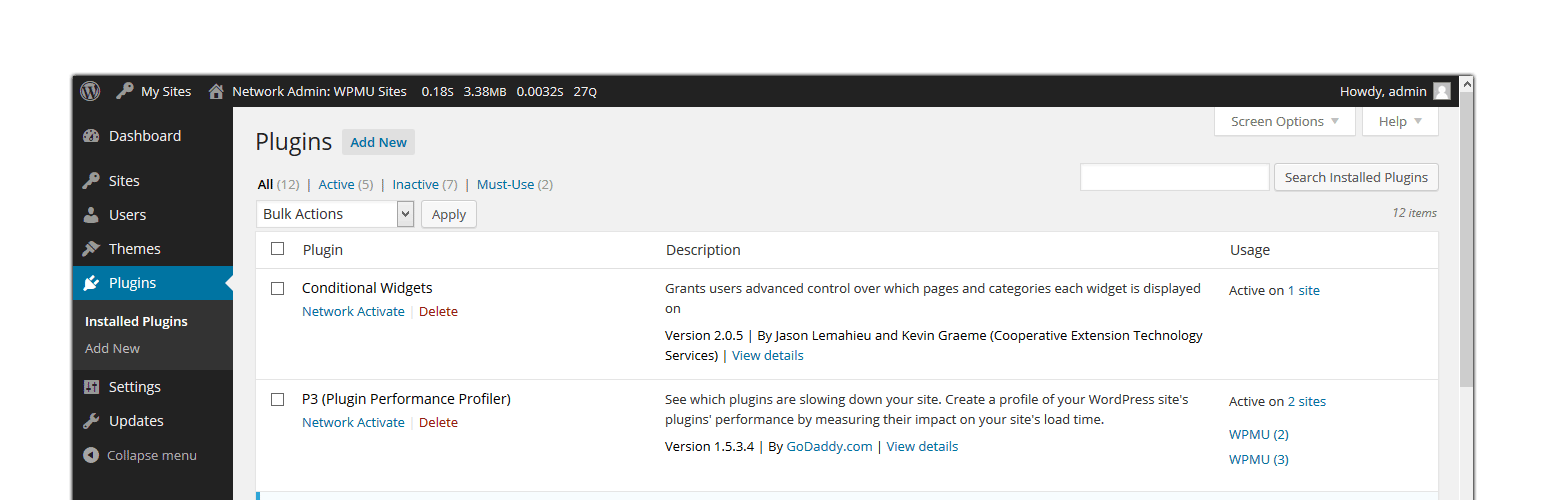 My Sites Network Admin: WPMU Sites 0.18S 3.38MB 0.0032S 27Q Howdy, admin
Screen Options Help
Dashboard
Sites
Users
Themes
Plugins
Installed Plugins
Add New
Settings
Updates
Collapse menu
Plugins Add New
All (12) | Active (5) | Inactive (7) | Must-Use (2)
Search Installed Plugins
Bulk Actions Apply
12 items
Plugin Description Usage
Conditional Widgets
Network Activate | Delete
Grants users advanced control over which pages and categories each widget is displayed
on
Version 2.0.5 | By Jason Lemahieu and Kevin Graeme (Cooperative Extension Technology
Services) | View details
Active on 1 site
P3 (Plugin Performance Profiler)
Network Activate | Delete
See which plugins are slowing down your site. Create a profile of your WordPress site's
plugins' performance by measuring their impact on your site's load time.
Version 1.5.3.4 | By GoDaddy.com | View details
Active on 2 sites
WPMU (2)
WPMU (3)